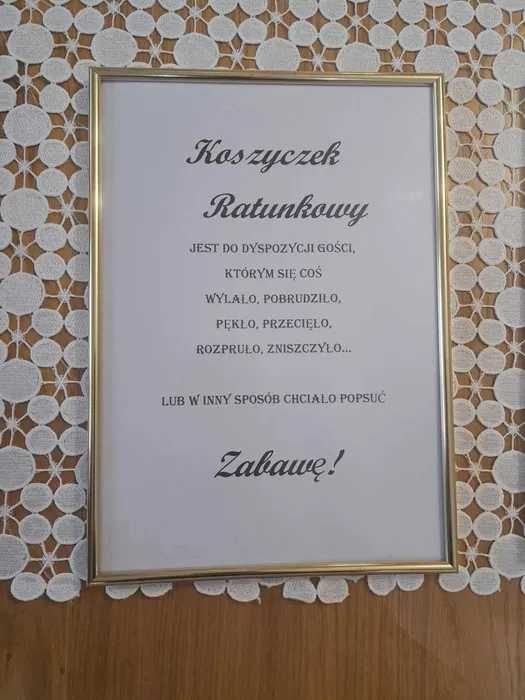 Koszyczek
Ratunkowy
JEST DO DYSPOZYCJI GOŚCI,
KTÓRYM SIĘ COŚ
WYLAŁO, POBRUDZIŁO,
PĘKŁO, PRZECIĘŁO,
ROZPRUŁO, ZNISZCZYŁO...
LUB W INNY SPOSÓB CHCIAŁO POPSUĆ
Zabawę!